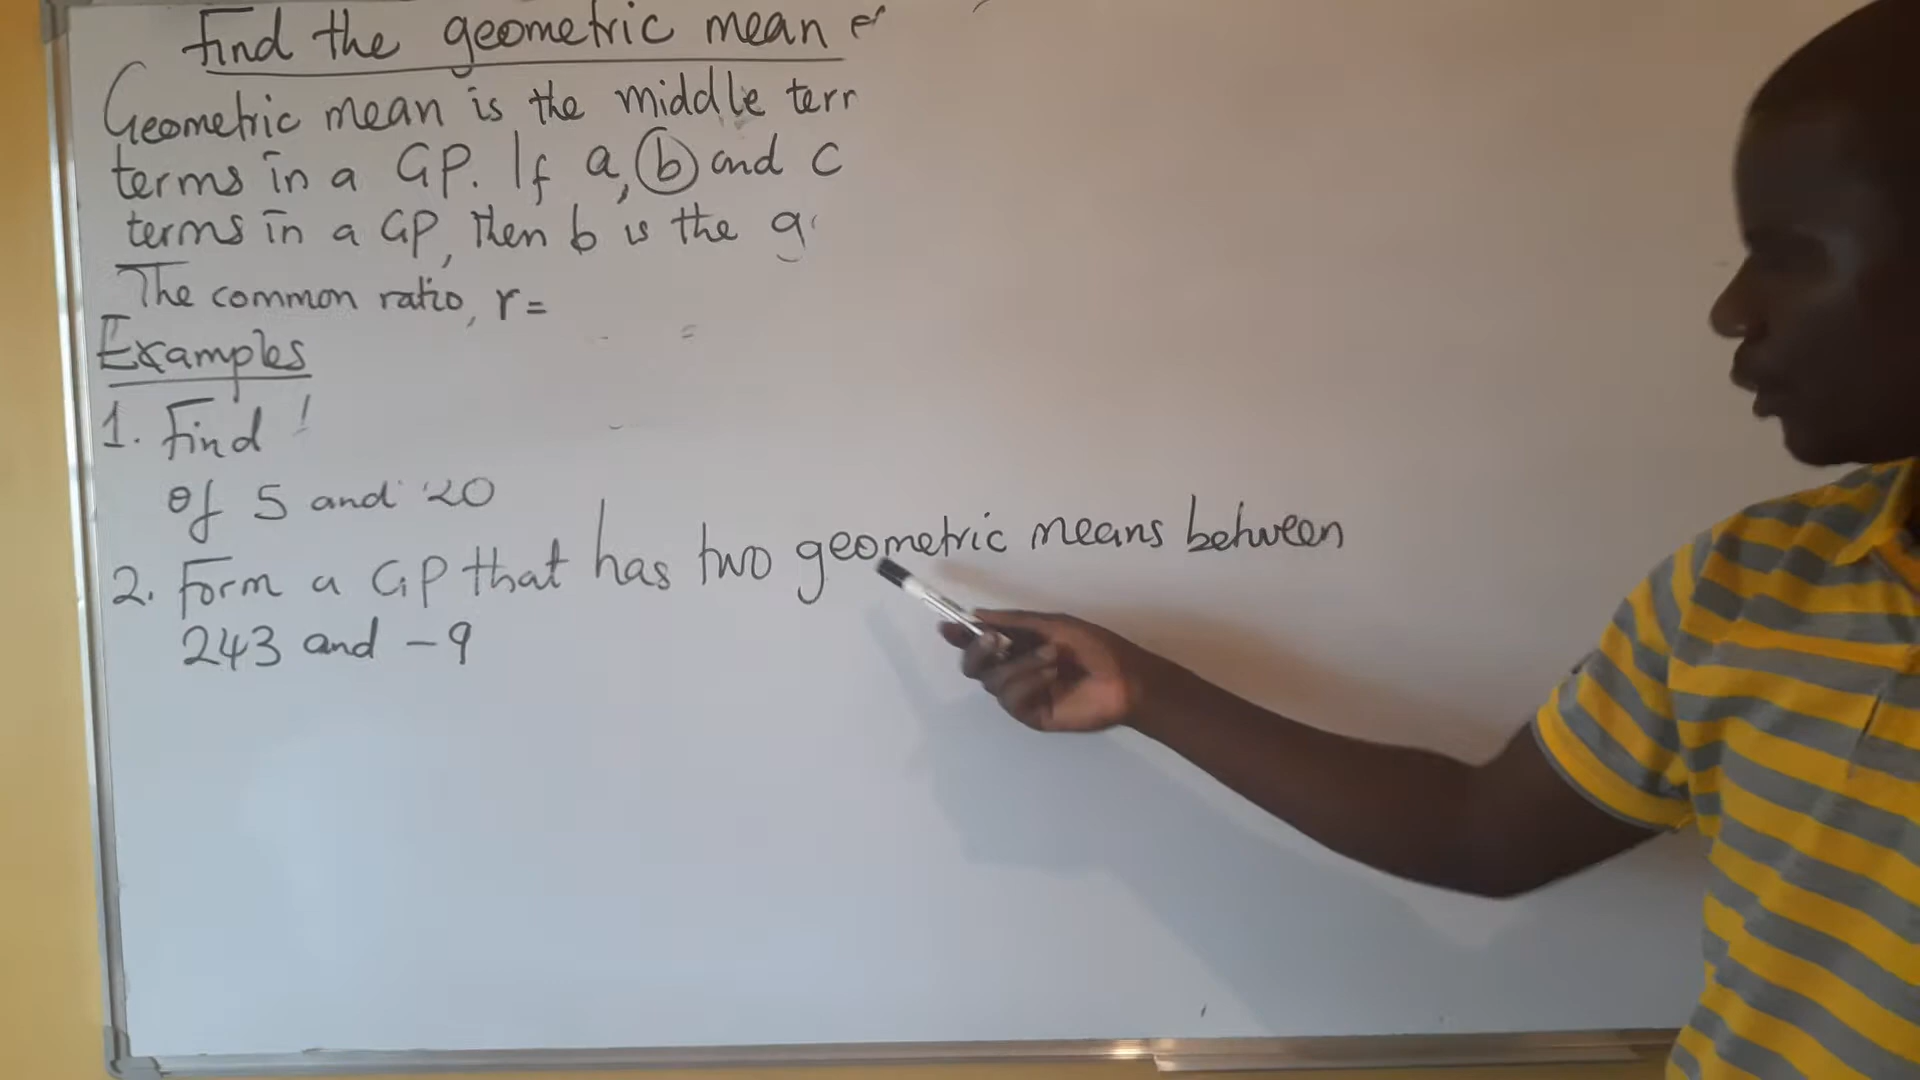 Find the geometric mean
Geometric mean is the middle
terms in a GP. If a, b and c
terms in a GP, then b is the
The common ratio, r =
Examples
1. Find
of 5 and 20
2. Form a GP that has two geometric means between
243 and -9